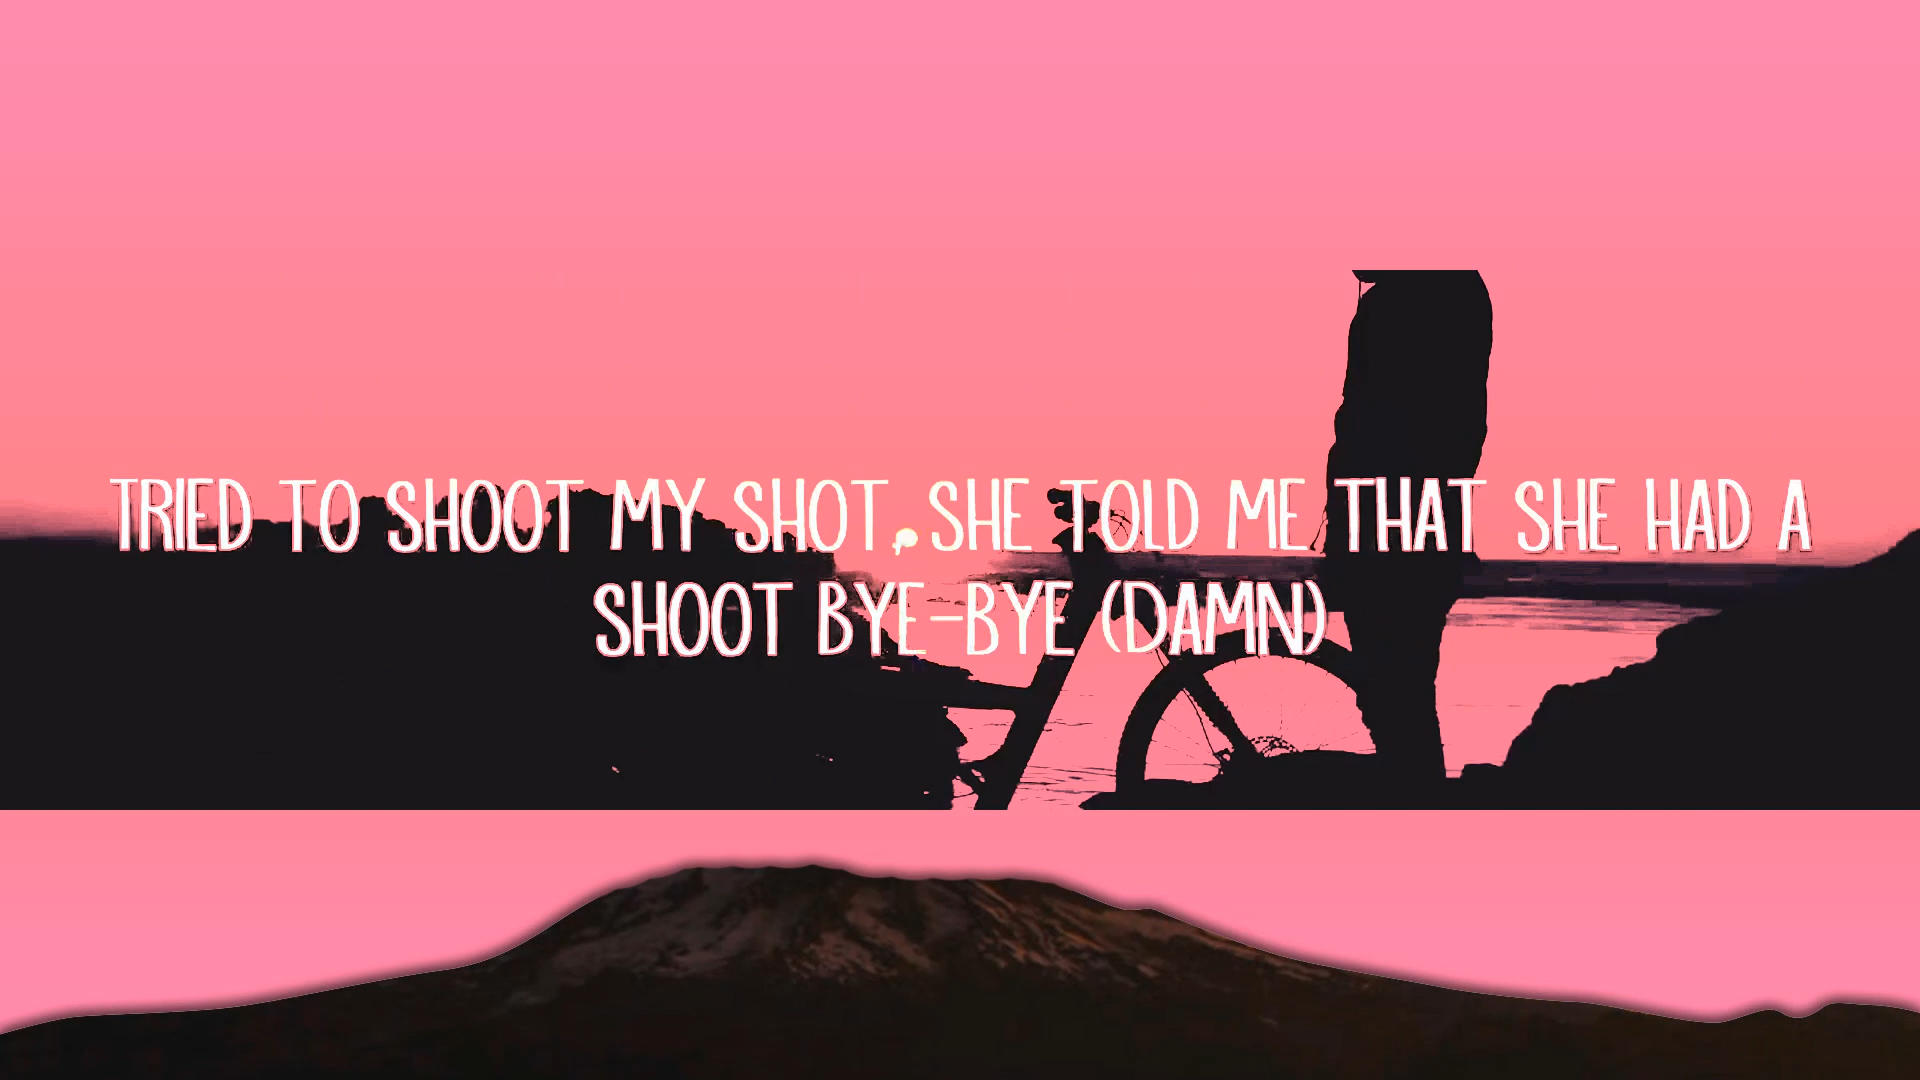 TRIED TO SHOOT MY SHOT, SHE TOLD ME THAT SHE HAD A
SHOOT BYE-BYE (DAMN)